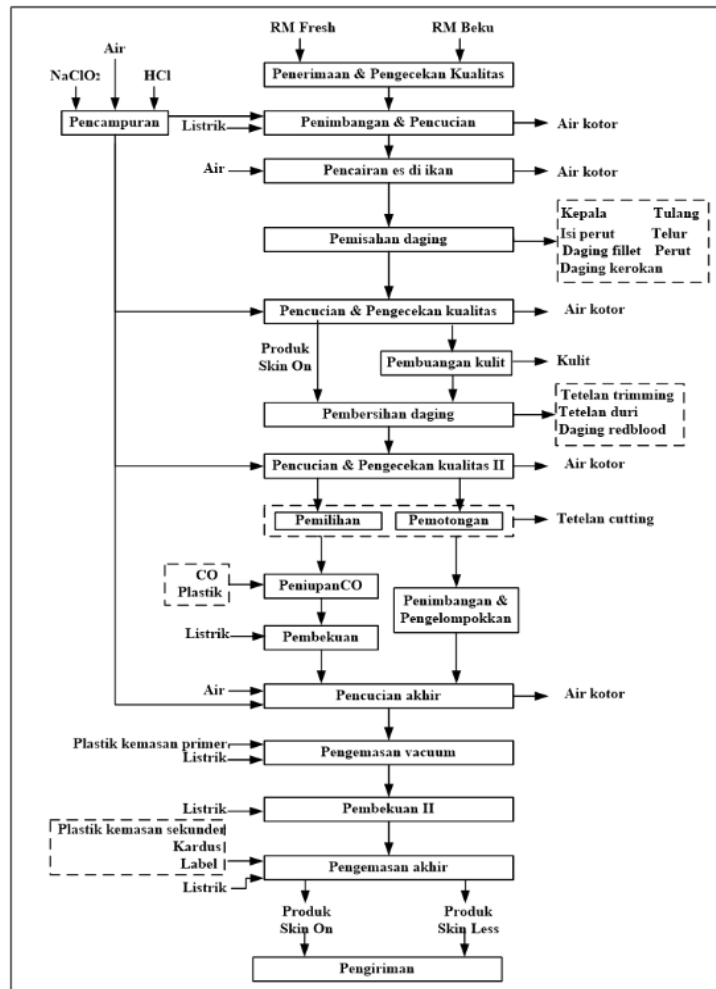 RM Fresh
RM Beku
Air
NaClO₂
HCl
Penerimaan & Pengecekan Kualitas
Pencampuran
Listrik
Penimbangan & Pencucian
Air kotor
Air
Pencairan es di ikan
Air kotor
Kepala Tulang
Isi perut Telur
Pemisahan daging
Daging fillet Perut
Daging kerokan
Pencucian & Pengecekan kualitas
Air kotor
Produk
Skin On
Pembuangan kulit
Kulit
Tetelan trimming
Pembersihan daging
Tetelan duri
Daging redblood
Pencucian & Pengecekan kualitas II
Air kotor
Pemilihan
Pemotongan
Tetelan cutting
CO
Plastik
PeniupanCO
Penimbangan &
Pengelompokkan
Listrik
Pembekuan
Air
Pencucian akhir
Air kotor
Plastik kemasan primer
Listrik
Pengemasan vacuum
Listrik
Pembekuan II
Plastik kemasan sekunder
Kardus
Label
Pengemasan akhir
Listrik
Produk
Skin On
Produk
Skin Less
Pengiriman